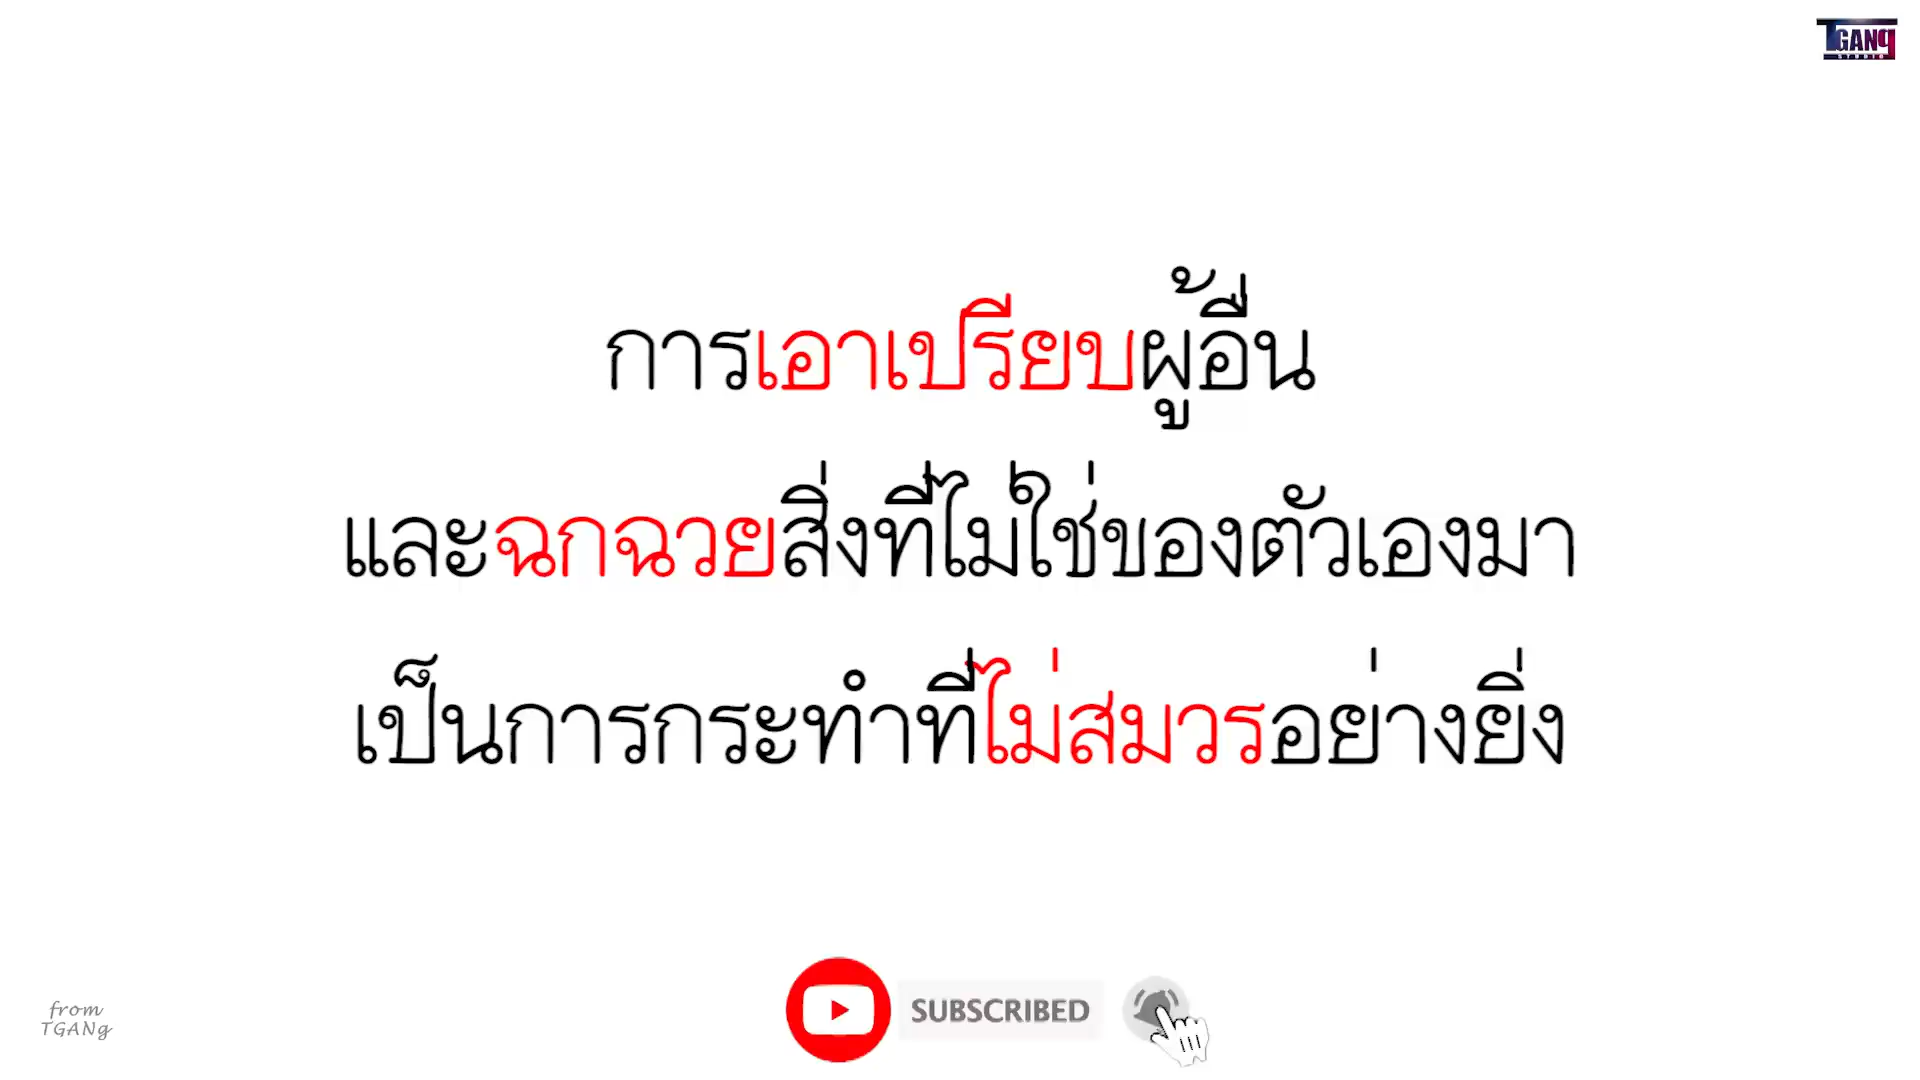 TGANg
STUDIO
การเอาเปรียบผู้อื่น
และฉกฉวยสิ่งที่ไม่ใช่ของตัวเองมา
เป็นการกระทำที่ไม่สมวรอย่างยิ่ง
SUBSCRIBED
from
TGANg